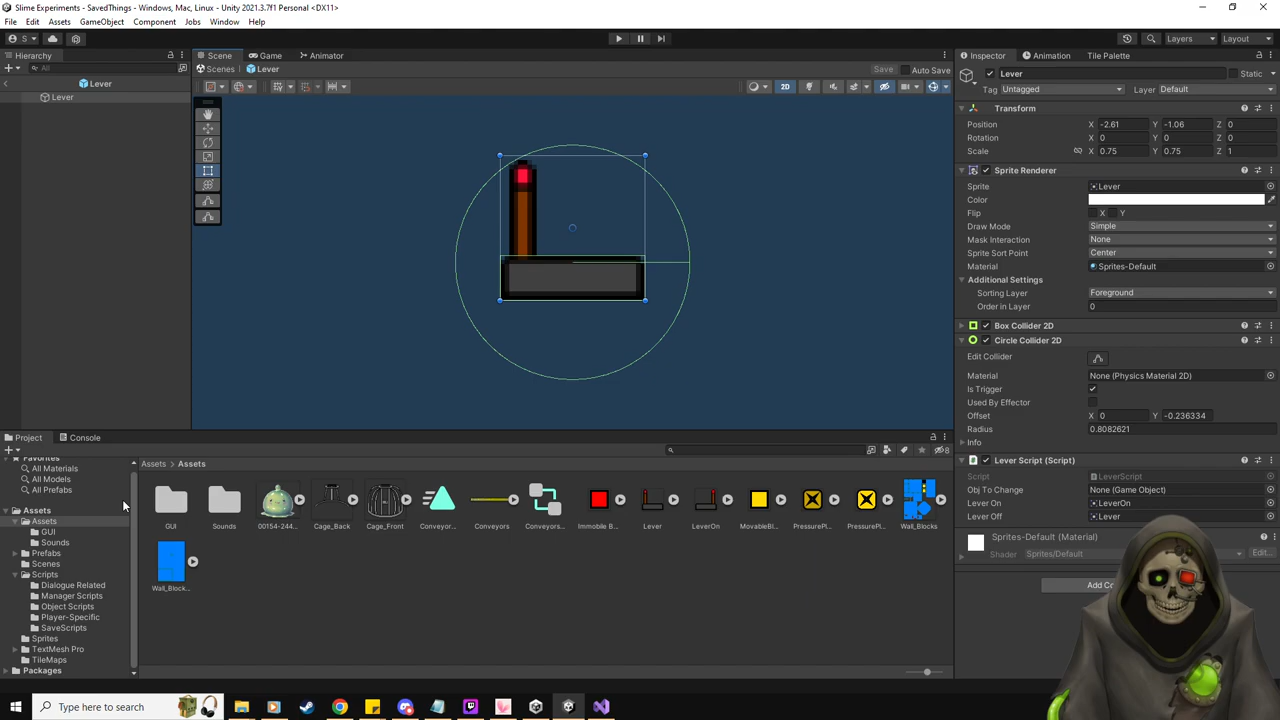 Slime Experiments - SavedThings - Windows, Mac, Linux - Unity 2021.3.7f1 Personal <DX11>
File Edit Assets GameObject Component Jobs Window Help
S Layers Layout
Hierarchy Scene Game Animator Inspector Animation Tile Palette
All Scenes Lever Save Auto Save Lever Static
Lever 2D Tag Untagged Layer Default
Lever Transform
Position X -2.61 Y -1.06 Z 0
Rotation X 0 Y 0 Z 0
Scale X 0.75 Y 0.75 Z 1
Sprite Renderer
Sprite Lever
Color
Flip X Y
Draw Mode Simple
Mask Interaction None
Sprite Sort Point Center
Material Sprites-Default
Additional Settings
Sorting Layer Foreground
Order in Layer 0
Box Collider 2D
Circle Collider 2D
Edit Collider
Material None (Physics Material 2D)
Is Trigger
Used By Effector
Offset X 0 Y -0.236334
Radius 0.8082621
Info
Lever Script (Script)
Script LeverScript
Obj To Change None (Game Object)
Lever On LeverOn
Lever Off Lever
Sprites-Default (Material)
Shader Sprites/Default Edit...
Add Co
Project Console
8
Favorites
All Materials
All Models
All Prefabs
Assets
Assets
GUI
Sounds
Prefabs
Scenes
Scripts
Dialogue Related
Manager Scripts
Object Scripts
Player-Specific
SaveScripts
Sprites
TextMesh Pro
TileMaps
Packages
Assets > Assets
GUI Sounds 00154-244... Cage_Back Cage_Front Conveyor... Conveyors Conveyors... Immobile B... Lever LeverOn MovableBl... PressurePl... PressurePl... Wall_Blocks
Wall_Block...
Type here to search